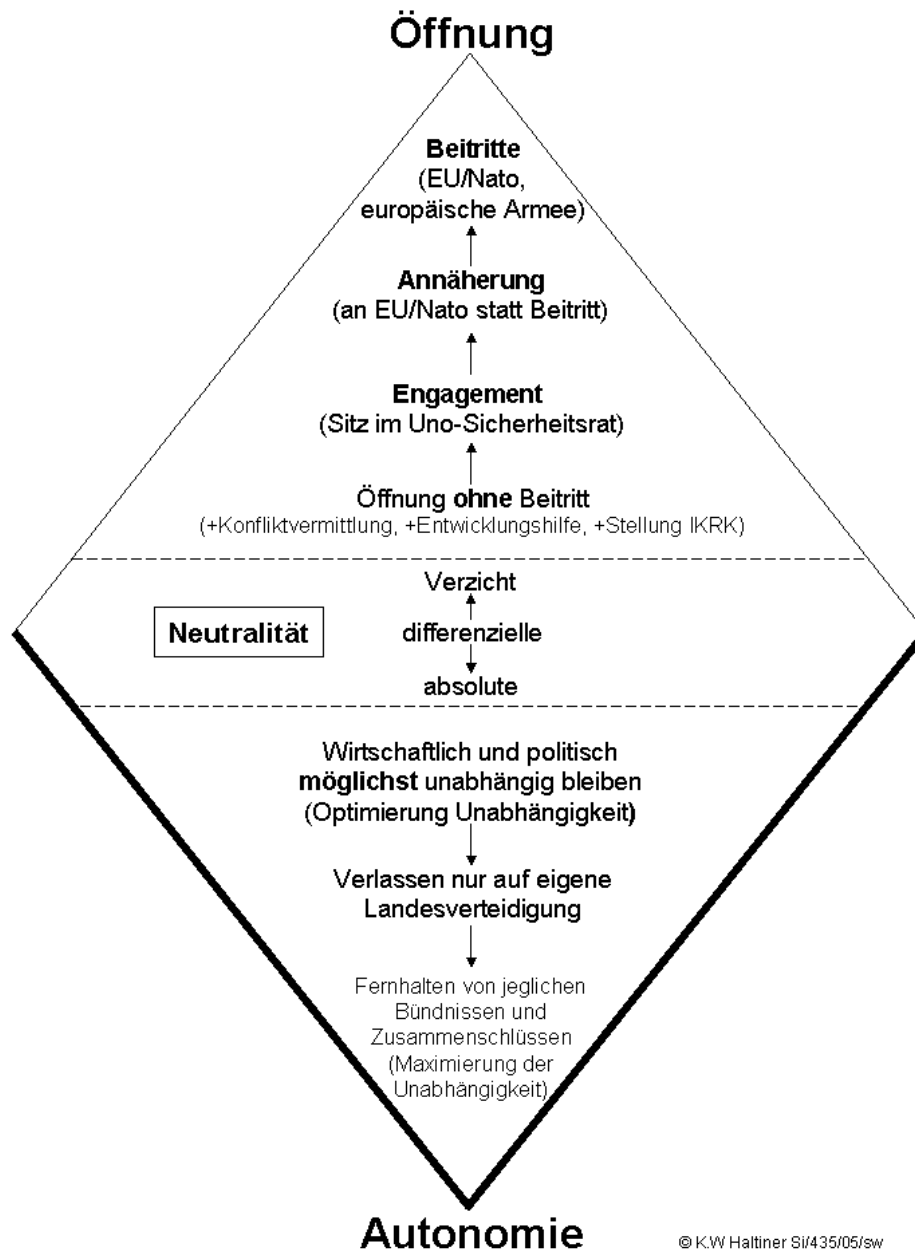 Öffnung
Beitritte
(EU/Nato,
europäische Armee)
Annäherung
(an EU/Nato statt Beitritt)
Engagement
(Sitz im Uno-Sicherheitsrat)
Öffnung ohne Beitritt
(+Konfliktvermittlung, +Entwicklungshilfe, +Stellung IKRK)
Verzicht
Neutralität
differenzielle
absolute
Wirtschaftlich und politisch
möglichst unabhängig bleiben
(Optimierung Unabhängigkeit)
Verlassen nur auf eigene
Landesverteidigung
Fernhalten von jeglichen
Bündnissen und
Zusammenschlüssen
(Maximierung der
Unabhängigkeit)
Autonomie
© K.W Haltiner Si/435/05/sw